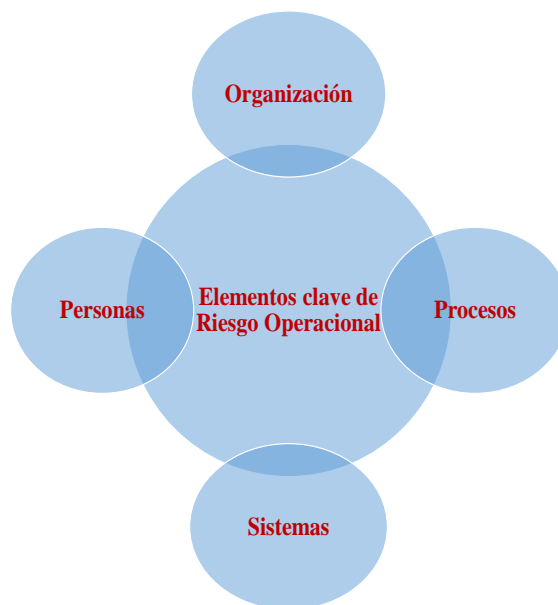 Organización
Personas
Elementos clave de
Riesgo Operacional
Procesos
Sistemas